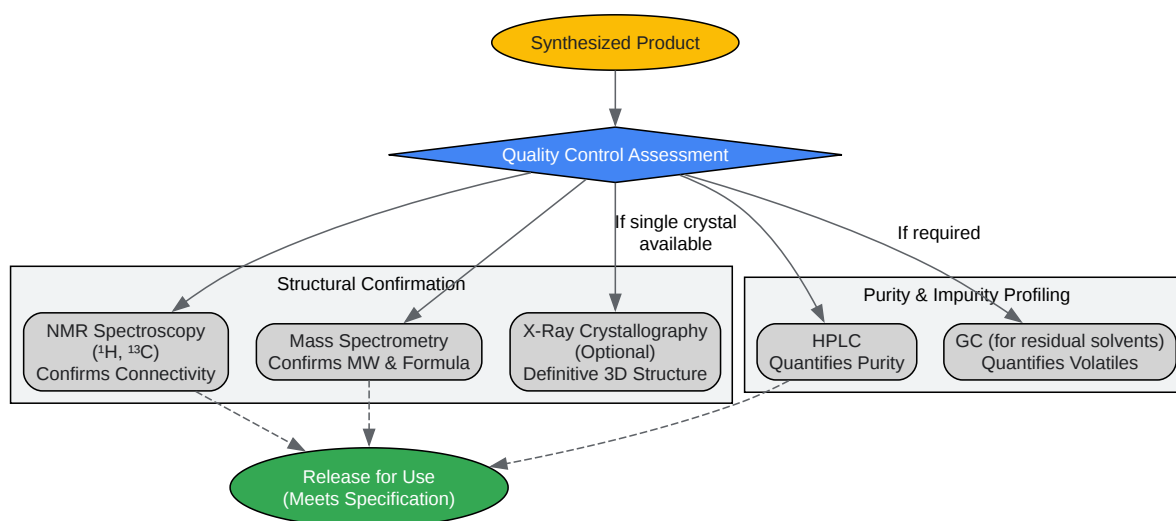 Synthesized Product
Quality Control Assessment
If single crystal
available
If required
Structural Confirmation
Purity & Impurity Profiling
NMR Spectroscopy
(¹H, ¹³C)
Confirms Connectivity
Mass Spectrometry
Confirms MW & Formula
X-Ray Crystallography
(Optional)
Definitive 3D Structure
HPLC
Quantifies Purity
GC (for residual solvents)
Quantifies Volatiles
Release for Use
(Meets Specification)